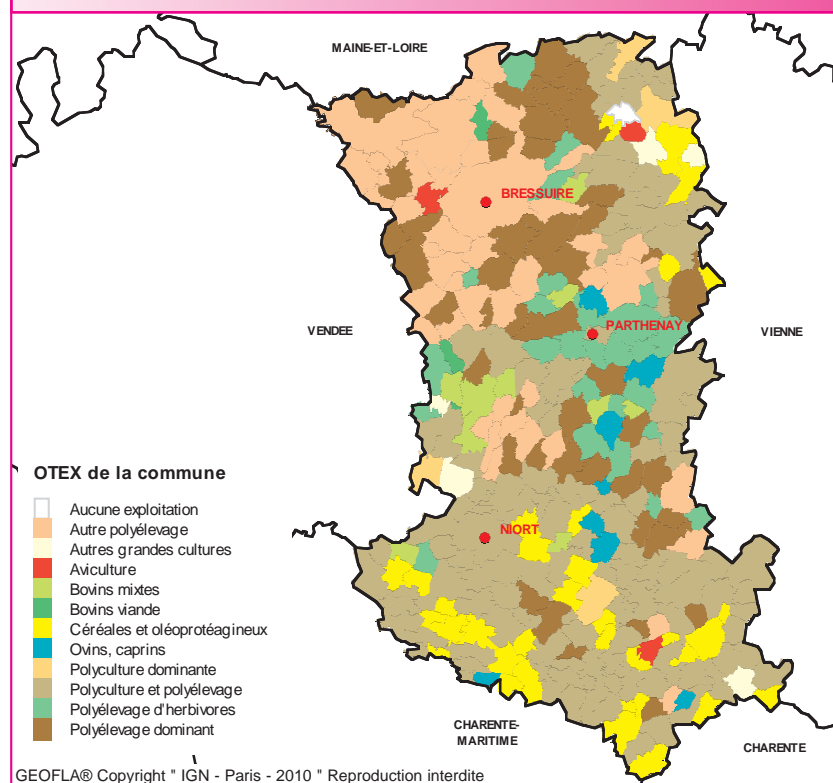 MAINE-ET-LOIRE
BRESSUIRE
PARTHENAY
VENDEE
VIENNE
OTEX de la commune
Aucune exploitation
Autre polyélevage
Autres grandes cultures
Aviculture
Bovins mixtes
Bovins viande
Céréales et oléoprotéagineux
Ovins, caprins
Polyculture dominante
Polyculture et polyélevage
Polyélevage d'herbivores
Polyélevage dominant
NIORT
CHARENTE-
MARITIME
CHARENTE
GEOFLA® Copyright " IGN - Paris - 2010 " Reproduction interdite